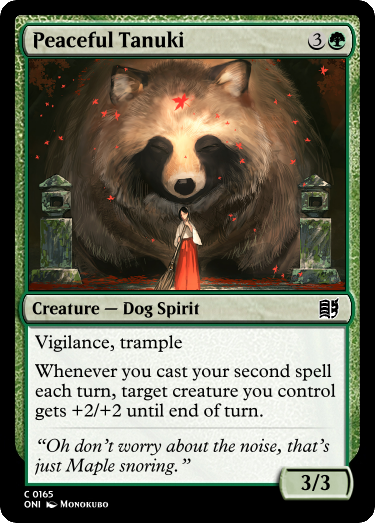 Peaceful Tanuki 3
Creature — Dog Spirit
Vigilance, trample
Whenever you cast your second spell
each turn, target creature you control
gets +2/+2 until end of turn.
“Oh don't worry about the noise, that's
just Maple snoring.”
3/3
C 0165
ONI Monokubo